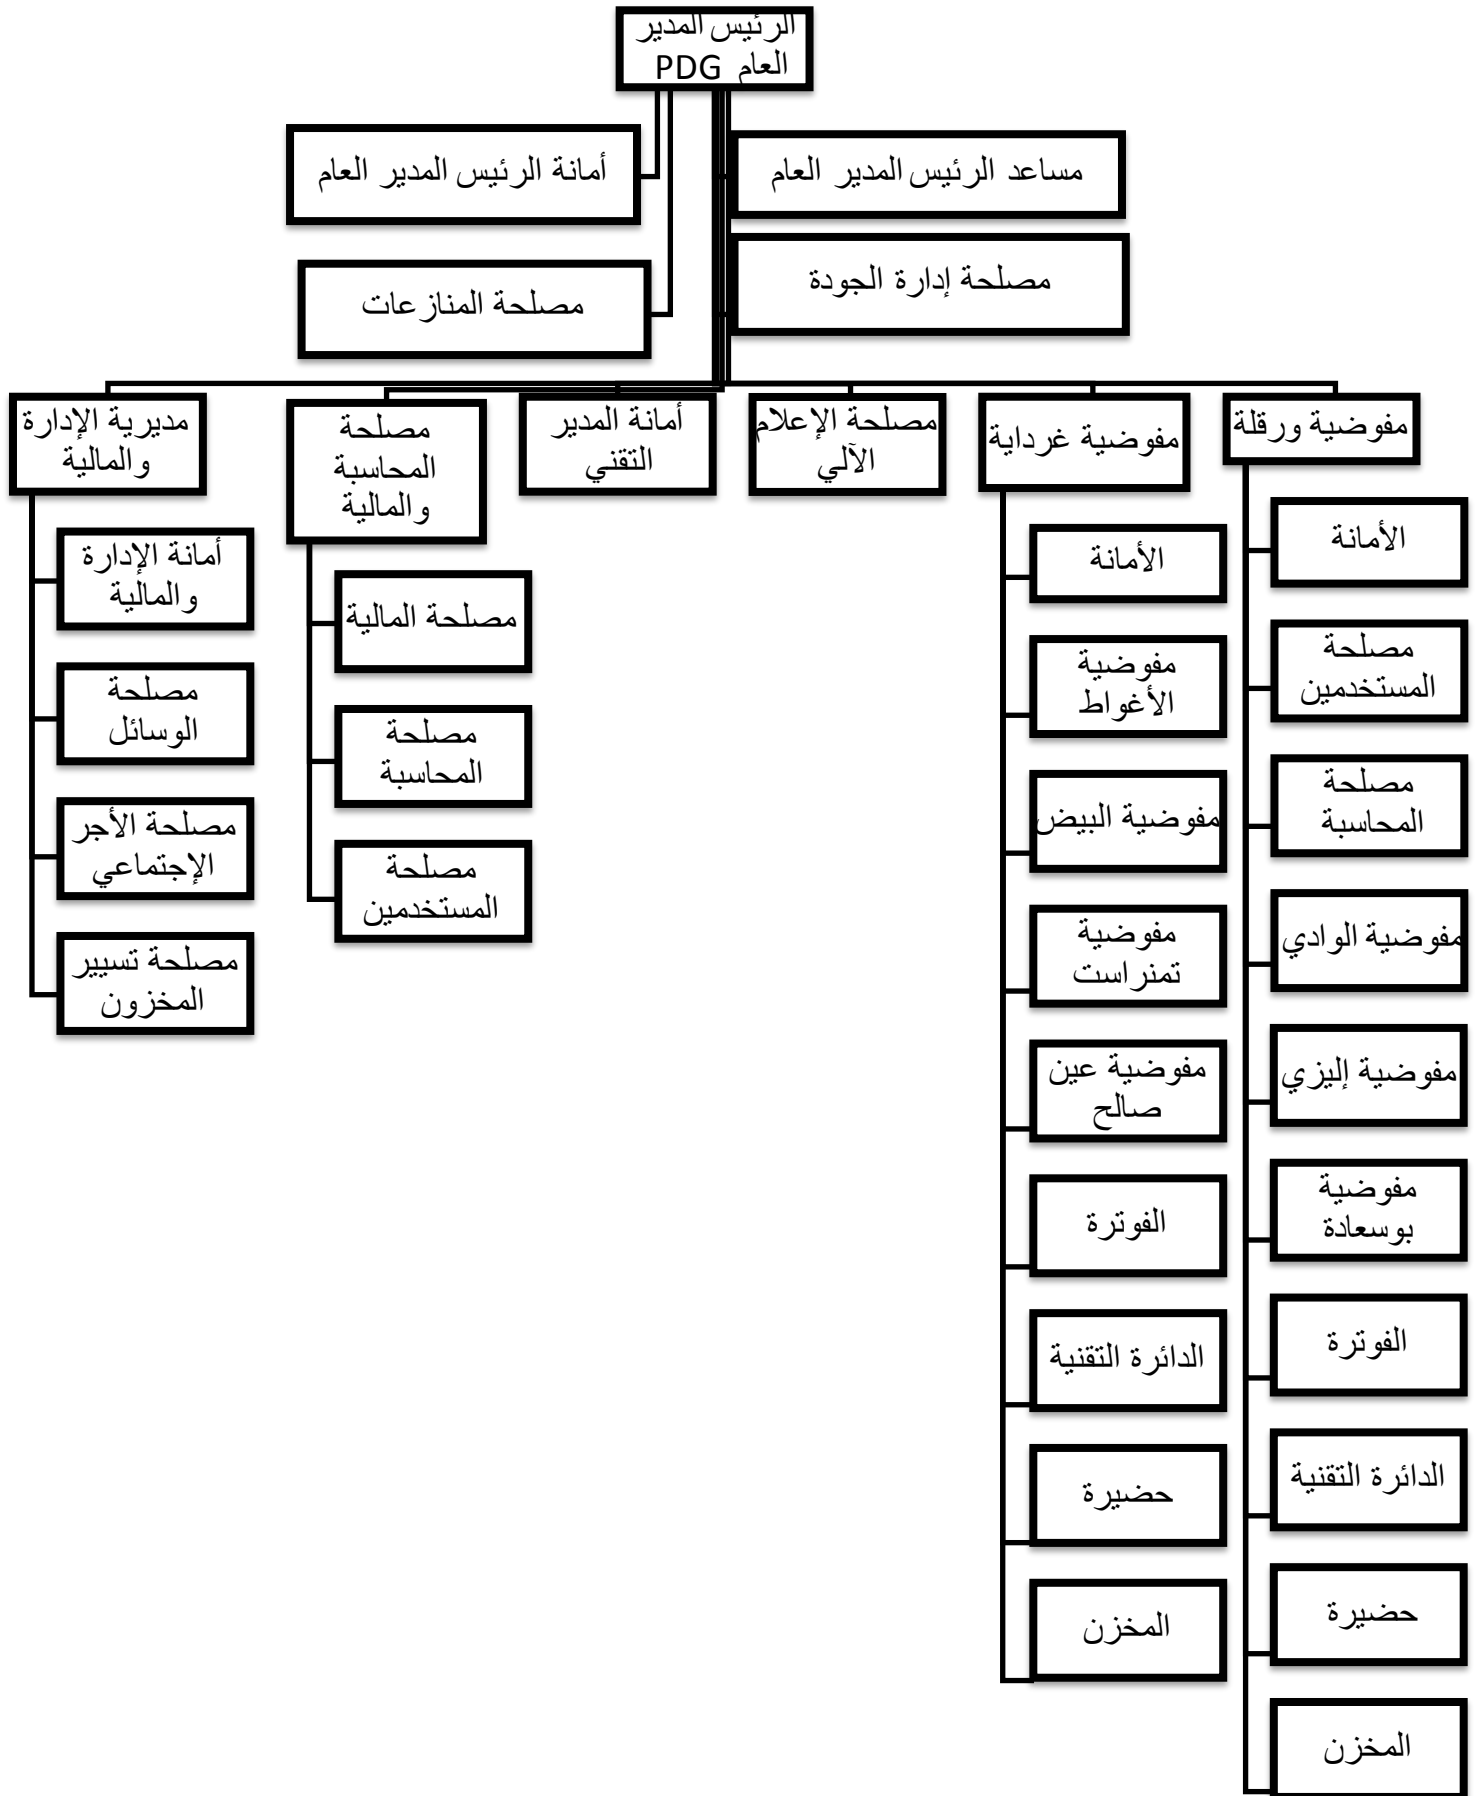 الرئيس المدير
العام PDG
مساعد الرئيس المدير العام
أمانة الرئيس المدير العام
مصلحة إدارة الجودة
مصلحة المنازعات
مفوضية ورقلة
الأمانة
مصلحة
المستخدمين
مصلحة
المحاسبة
مفوضية الوادي
مفوضية إليزي
مفوضية
بوسعادة
الفوترة
الدائرة التقنية
حضيرة
المخزن
مفوضية غرداية
الأمانة
مفوضية
الأغواط
مفوضية البيض
مفوضية
تمنراست
مفوضية عين
صالح
الفوترة
الدائرة التقنية
حضيرة
المخزن
مصلحة الإعلام
الآلي
أمانة المدير
التقني
مصلحة
المحاسبة
والمالية
مصلحة المالية
مصلحة
المحاسبة
مصلحة
المستخدمين
مديرية الإدارة
والمالية
أمانة الإدارة
والمالية
مصلحة
الوسائل
مصلحة الأجر
الإجتماعي
مصلحة تسيير
المخزون